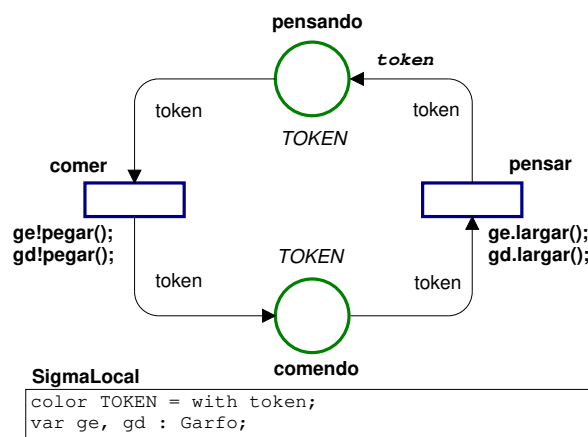 pensando
token
token
token
TOKEN
comer
pensar
ge!pegar();
gd!pegar();
ge.largar();
gd.largar();
TOKEN
token
token
comendo
SigmaLocal
color TOKEN = with token;
var ge, gd : Garfo;